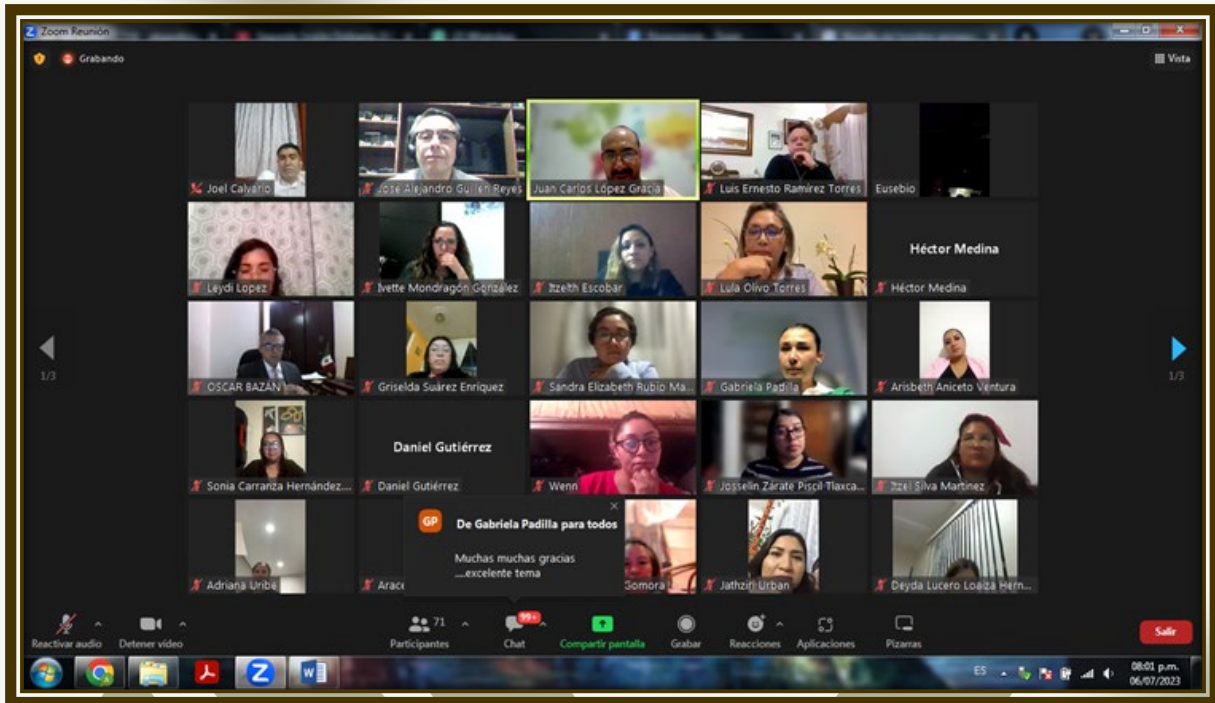 Zoom Reunión
Grabando
Vista
Joel Calvario
Jose Alejandro Guillen Reyes
Juan Carlos López Gracia
Luis Ernesto Ramirez Torres
Eusebio
Leydi Lopez
Ivette Mondragón González
Itzelth Escobar
Lula Olivo Torres
Héctor Medina
Héctor Medina
OSCAR BAZÁN
Griselda Suárez Enríquez
Sandra Elizabeth Rubio Ma...
Gabriela Padilla
Arisbeth Aniceto Ventura
Sonia Carranza Hernández...
Daniel Gutiérrez
Daniel Gutiérrez
Wenn
Josselin Zárate Piscil Tlaxca...
Itzel Silva Martínez
GP
De Gabriela Padilla para todos
Muchas muchas gracias
....excelente tema
Adriana Uribe
Arace
Gomora
Jathzin Urban
Deyda Lucero Loaiza Hern...
1/3
1/3
Reactivar audio
Detener video
71
Participantes
99+
Chat
Compartir pantalla
Grabar
Reacciones
Aplicaciones
Pizarras
Salir
ES
08:01 p.m.
06/07/2023